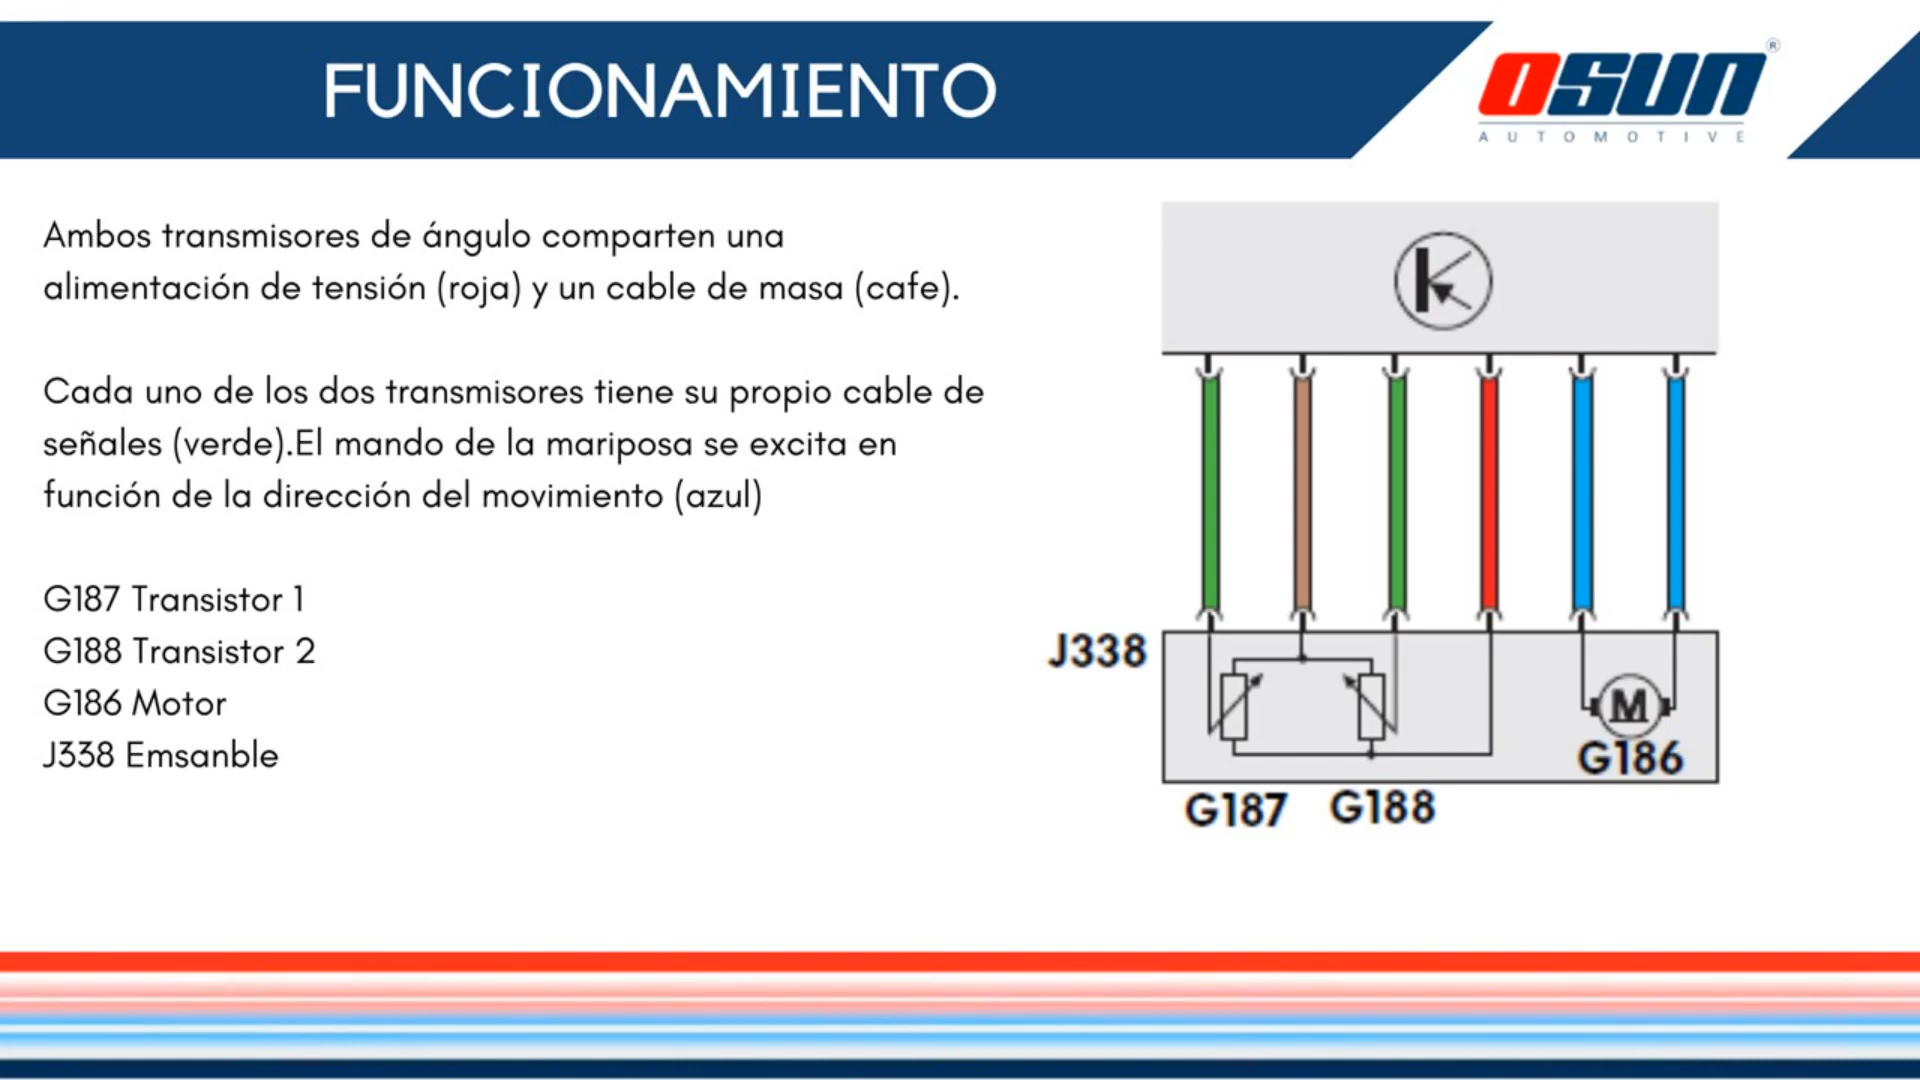 FUNCIONAMIENTO
OSUN®
AUTOMOTIVE
Ambos transmisores de ángulo comparten una
alimentación de tensión (roja) y un cable de masa (cafe).
Cada uno de los dos transmisores tiene su propio cable de
señales (verde).El mando de la mariposa se excita en
función de la dirección del movimiento (azul)
G187 Transistor 1
G188 Transistor 2
G186 Motor
J338 Emsanble
J338
M
G186
G187
G188